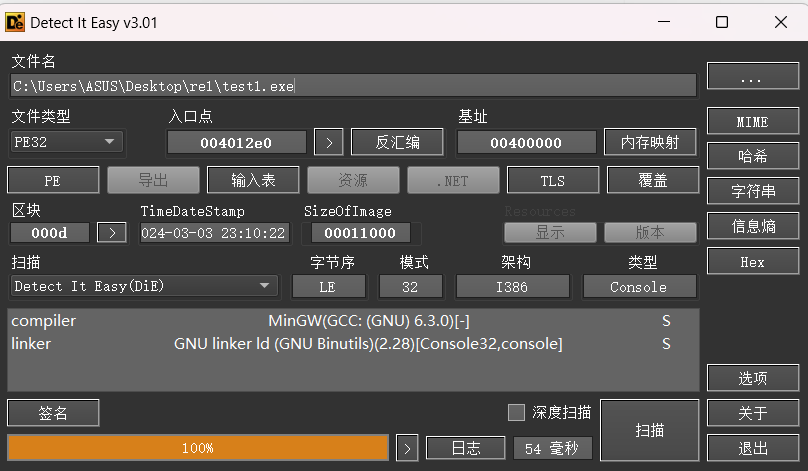 Detect It Easy v3.01
文件名
C:\Users\ASUS\Desktop\re1\test1.exe
...
文件类型 入口点 基址
PE32 004012e0 > 反汇编 00400000 内存映射 MIME
哈希
PE 导出 输入表 资源 .NET TLS 覆盖 字符串
区块 TimeDateStamp SizeOfImage Resources
000d > 024-03-03 23:10:22 00011000 显示 版本 信息熵
扫描 字节序 模式 架构 类型 Hex
Detect It Easy(DiE) LE 32 I386 Console
compiler MinGW(GCC: (GNU) 6.3.0)[-] S
linker GNU linker ld (GNU Binutils)(2.28)[Console32,console] S
选项
签名 深度扫描 扫描 关于
100% > 日志 54 毫秒 退出